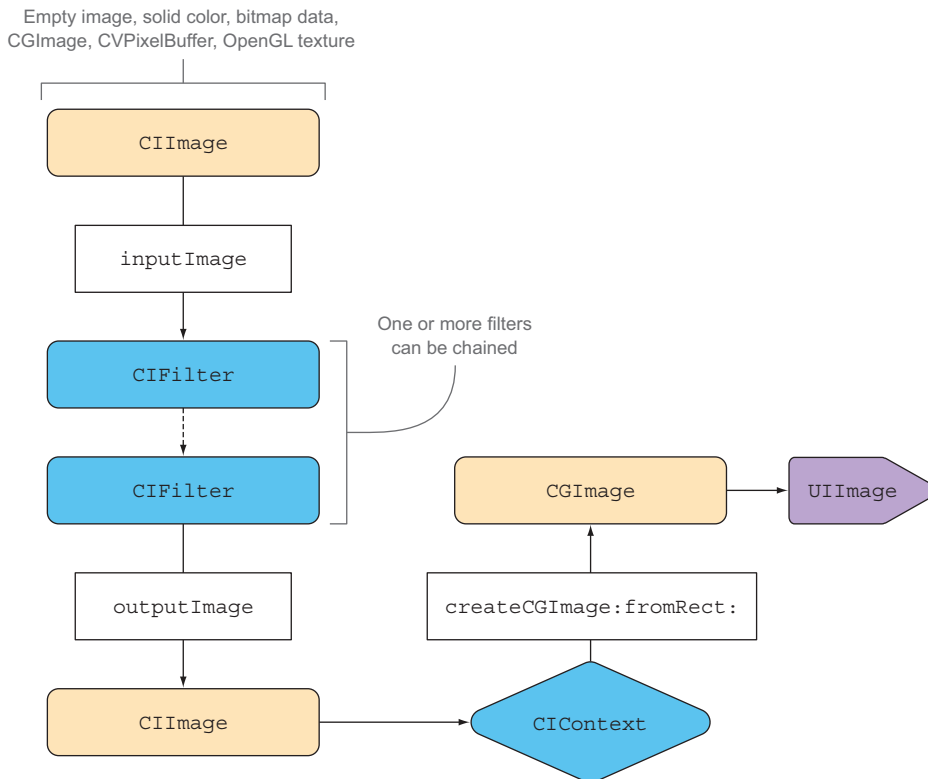 Empty image, solid color, bitmap data,
CGImage, CVPixelBuffer, OpenGL texture
CIImage
inputImage
One or more filters
can be chained
CIFilter
CIFilter
CGImage
UIImage
outputImage
createCGImage:fromRect:
CIImage
CIContext